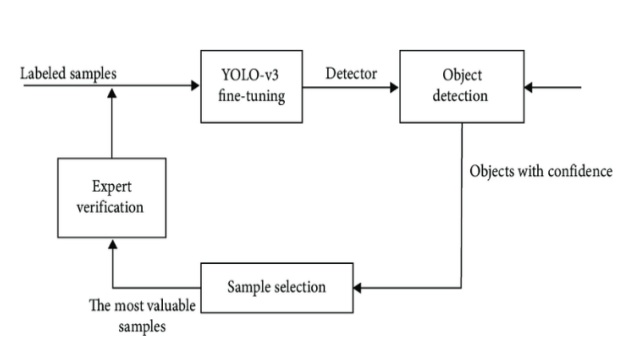 Labeled samples
YOLO-v3
fine-tuning
Detector
Object
detection
Objects with confidence
Expert
verification
Sample selection
The most valuable
samples